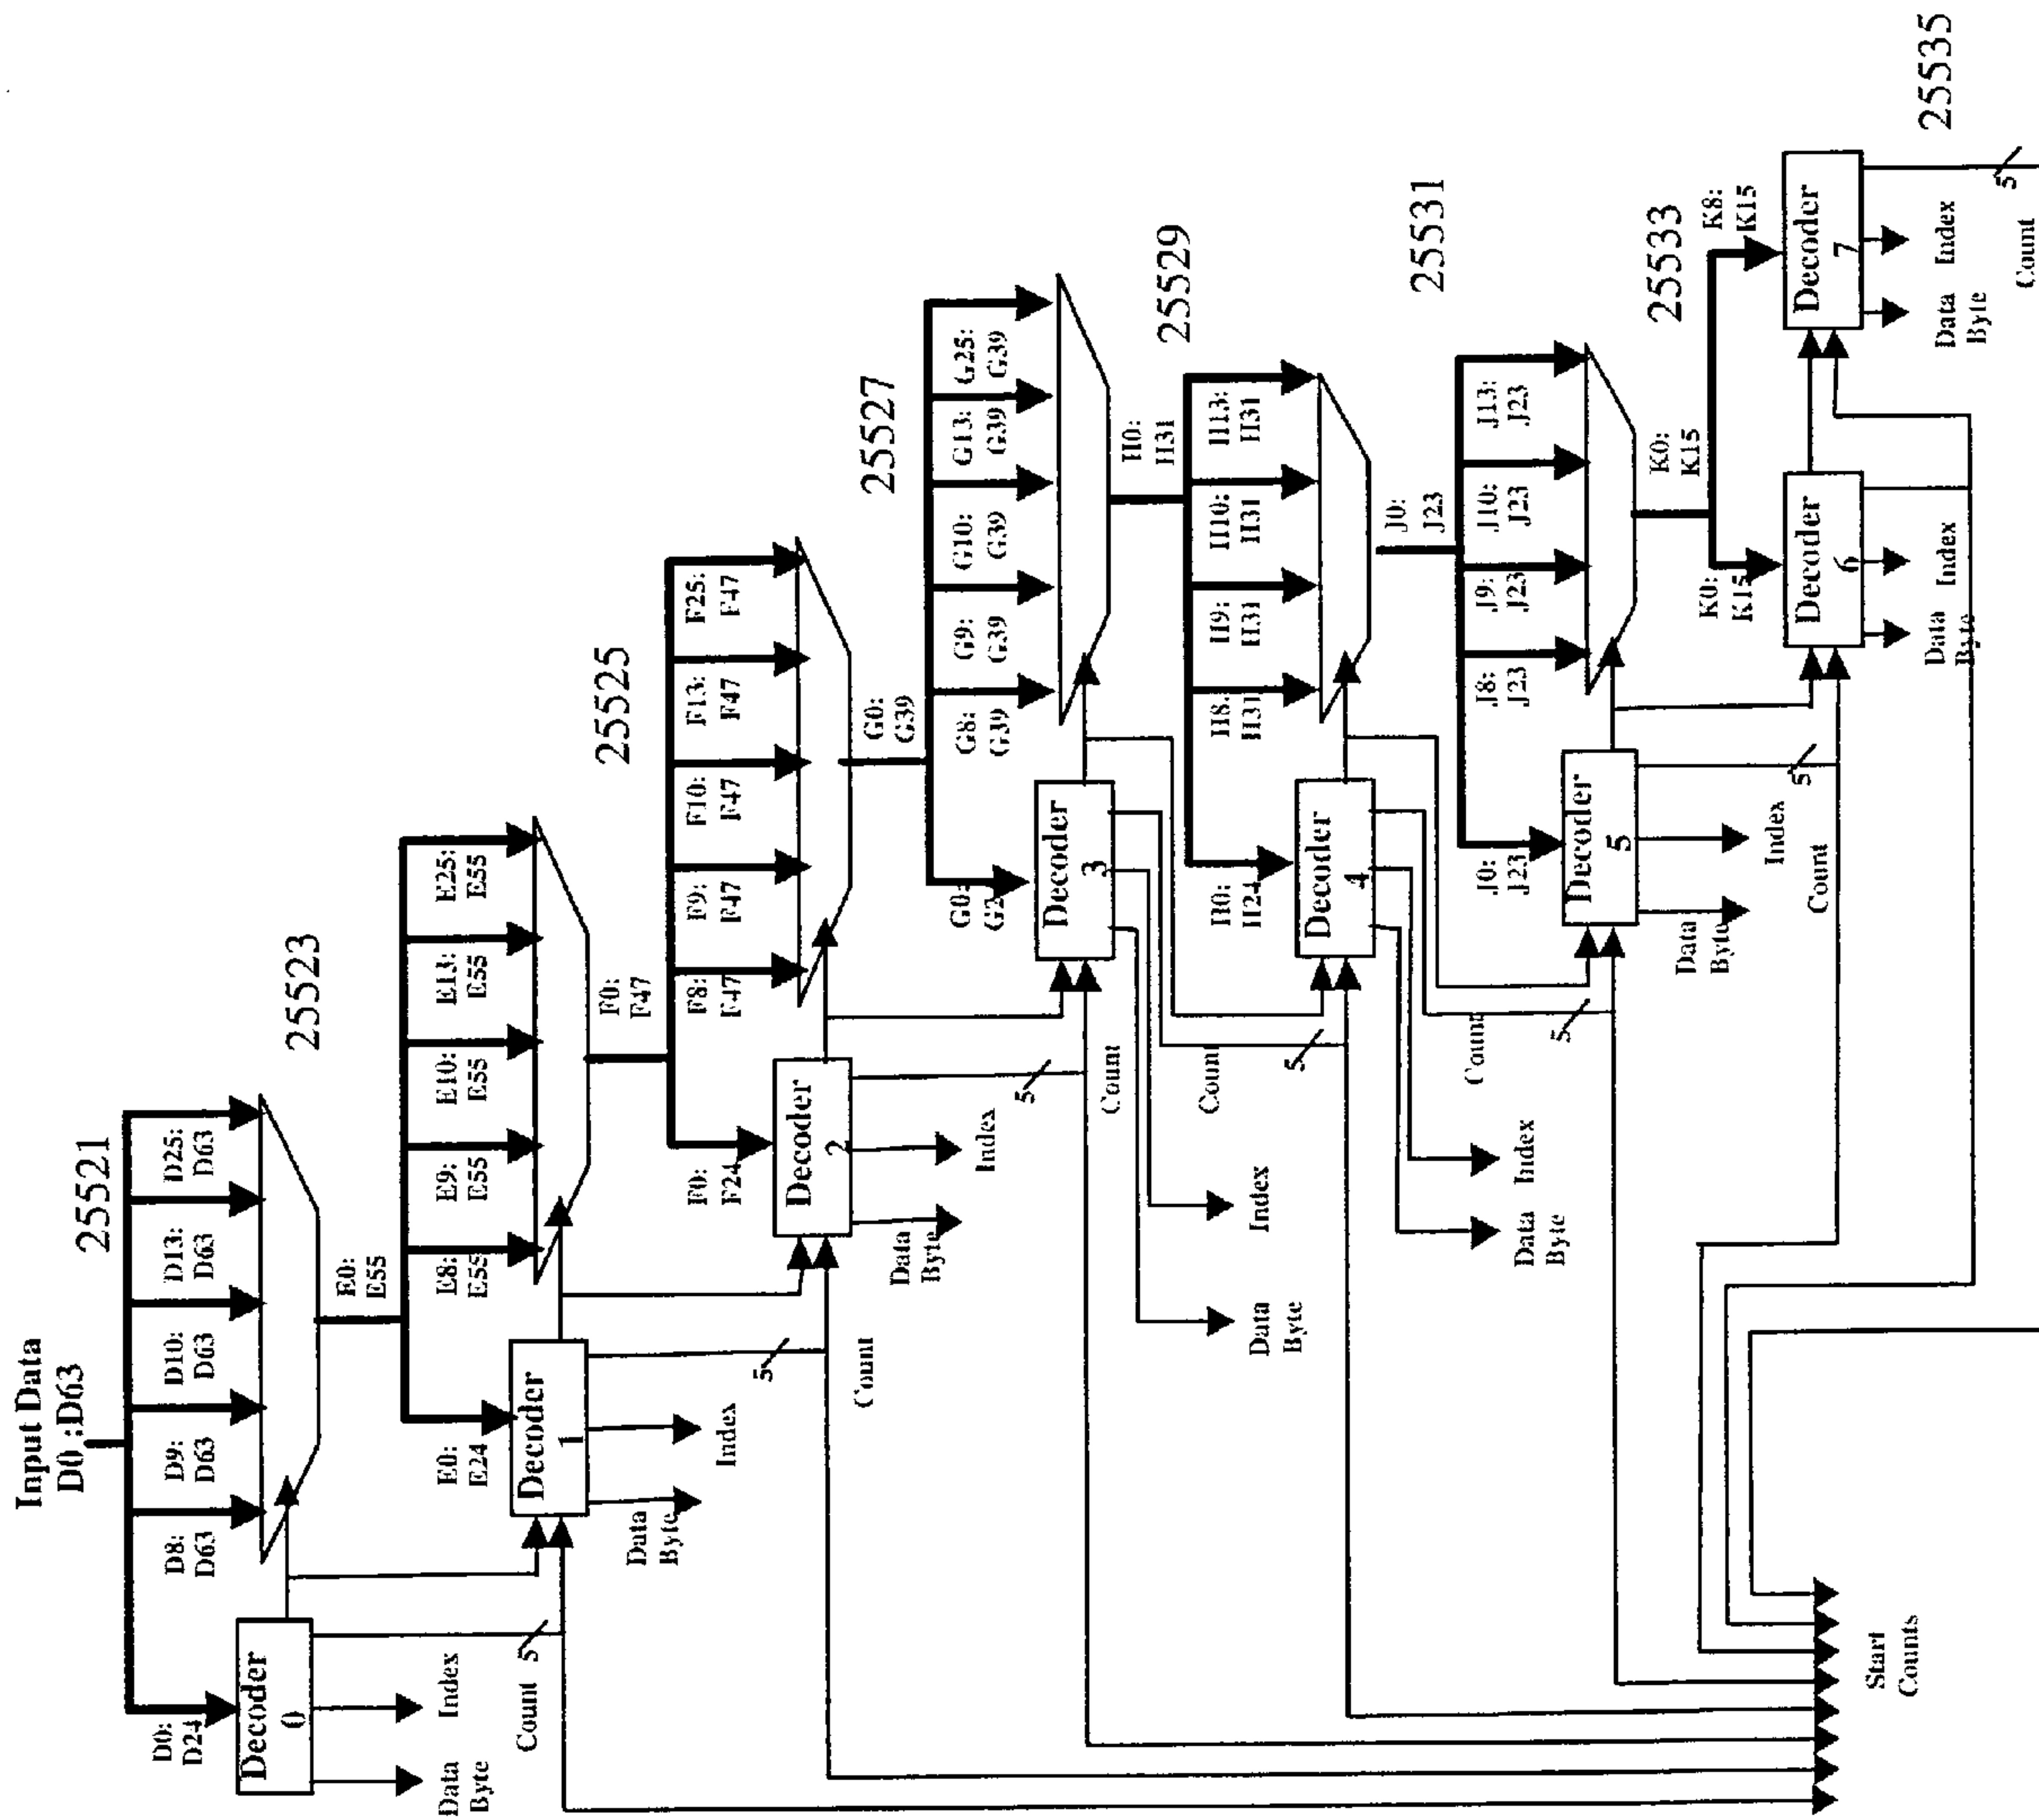 Input Data
D0 :D63
25521
D0:
D24
D8:
D63
D9:
D63
D10:
D63
D13:
D63
D25:
D63
Decoder
0
Data
Byte
Index
Count
5
E0:
E55
25523
E0:
E24
E8:
E55
E9:
E55
E10:
E55
E13:
E55
E25:
E55
Decoder
1
Data
Byte
Index
5
Count
F0:
F47
25525
F0:
F24
F8:
F47
F9:
F47
F10:
F47
F13:
F47
F25:
F47
Decoder
2
Data
Byte
Index
5
Count
G0:
G39
25527
G0:
G8:
G39
G9:
G39
G10:
G39
G13:
G39
G25:
G39
Decoder
3
Data
Byte
Index
Count
5
H0:
H31
25529
H0:
H24
H8:
H31
H9:
H31
H10:
H31
H13:
H31
Decoder
4
Data
Byte
Index
Count
5
J0:
J23
25531
J0:
J23
J8:
J23
J9:
J23
J10:
J23
J13:
J23
Decoder
5
Data
Byte
Index
5
Count
K0:
K15
25533
K0:
K15
K8:
K15
Decoder
6
Data
Byte
Index
Decoder
7
Data
Byte
Index
Count
5
25535
Start
Counts